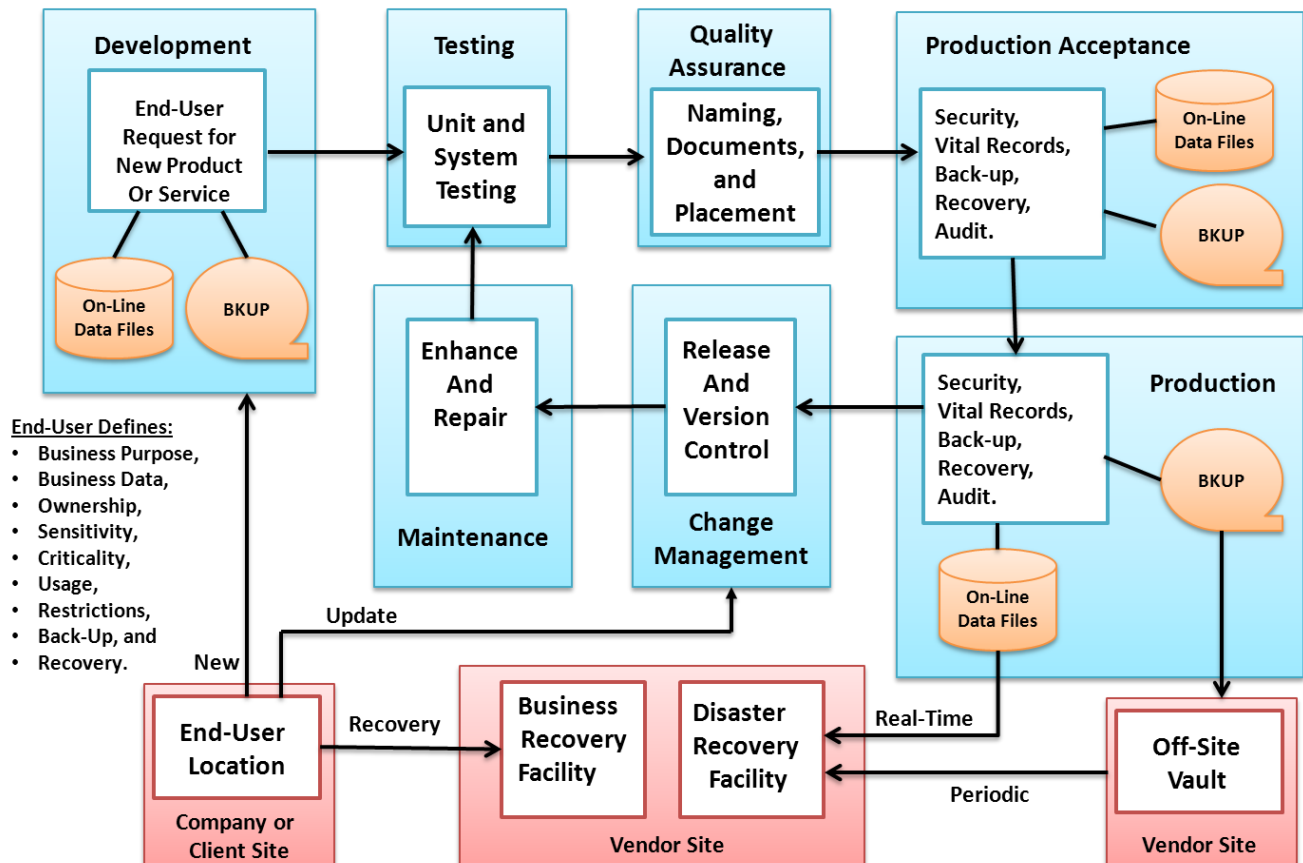 Development
End-User
Request for
New Product
Or Service
On-Line
Data Files
BKUP
Testing
Unit and
System
Testing
Quality
Assurance
Naming,
Documents,
and
Placement
Production Acceptance
Security,
Vital Records,
Back-up,
Recovery,
Audit.
On-Line
Data Files
BKUP
Enhance
And
Repair
Maintenance
Release
And
Version
Control
Change
Management
Production
Security,
Vital Records,
Back-up,
Recovery,
Audit.
BKUP
On-Line
Data Files
End-User Defines:
• Business Purpose,
• Business Data,
• Ownership,
• Sensitivity,
• Criticality,
• Usage,
• Restrictions,
• Back-Up, and
• Recovery.
New
Update
End-User
Location
Company or
Client Site
Recovery
Business
Recovery
Facility
Disaster
Recovery
Facility
Vendor Site
Real-Time
Periodic
Off-Site
Vault
Vendor Site